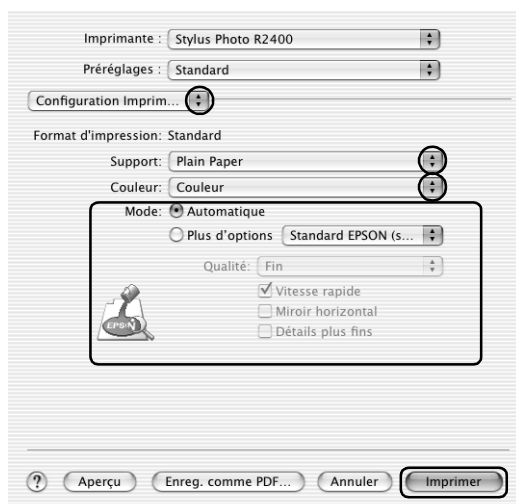 Imprimante : Stylus Photo R2400
Préréglages : Standard
Configuration Imprim...
Format d'impression: Standard
Support: Plain Paper
Couleur: Couleur
Mode: Automatique
Plus d'options Standard EPSON (s...
Qualité: Fin
Vitesse rapide
Miroir horizontal
Détails plus fins
EPSON
? Aperçu Enreg. comme PDF... Annuler Imprimer